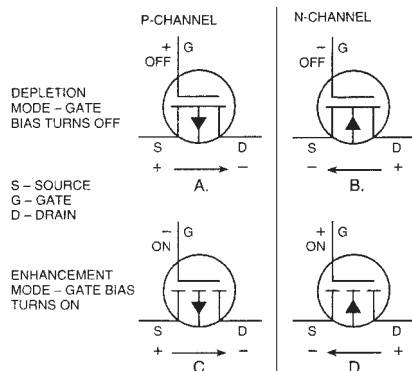 P-CHANNEL
N-CHANNEL
+ G
OFF
− G
OFF
DEPLETION
MODE – GATE
BIAS TURNS OFF
S D
+ −
A.
S D
− +
B.
S – SOURCE
G – GATE
D – DRAIN
− G
ON
+ G
ON
ENHANCEMENT
MODE – GATE BIAS
TURNS ON
S D
+ −
C
S D
− +
D.